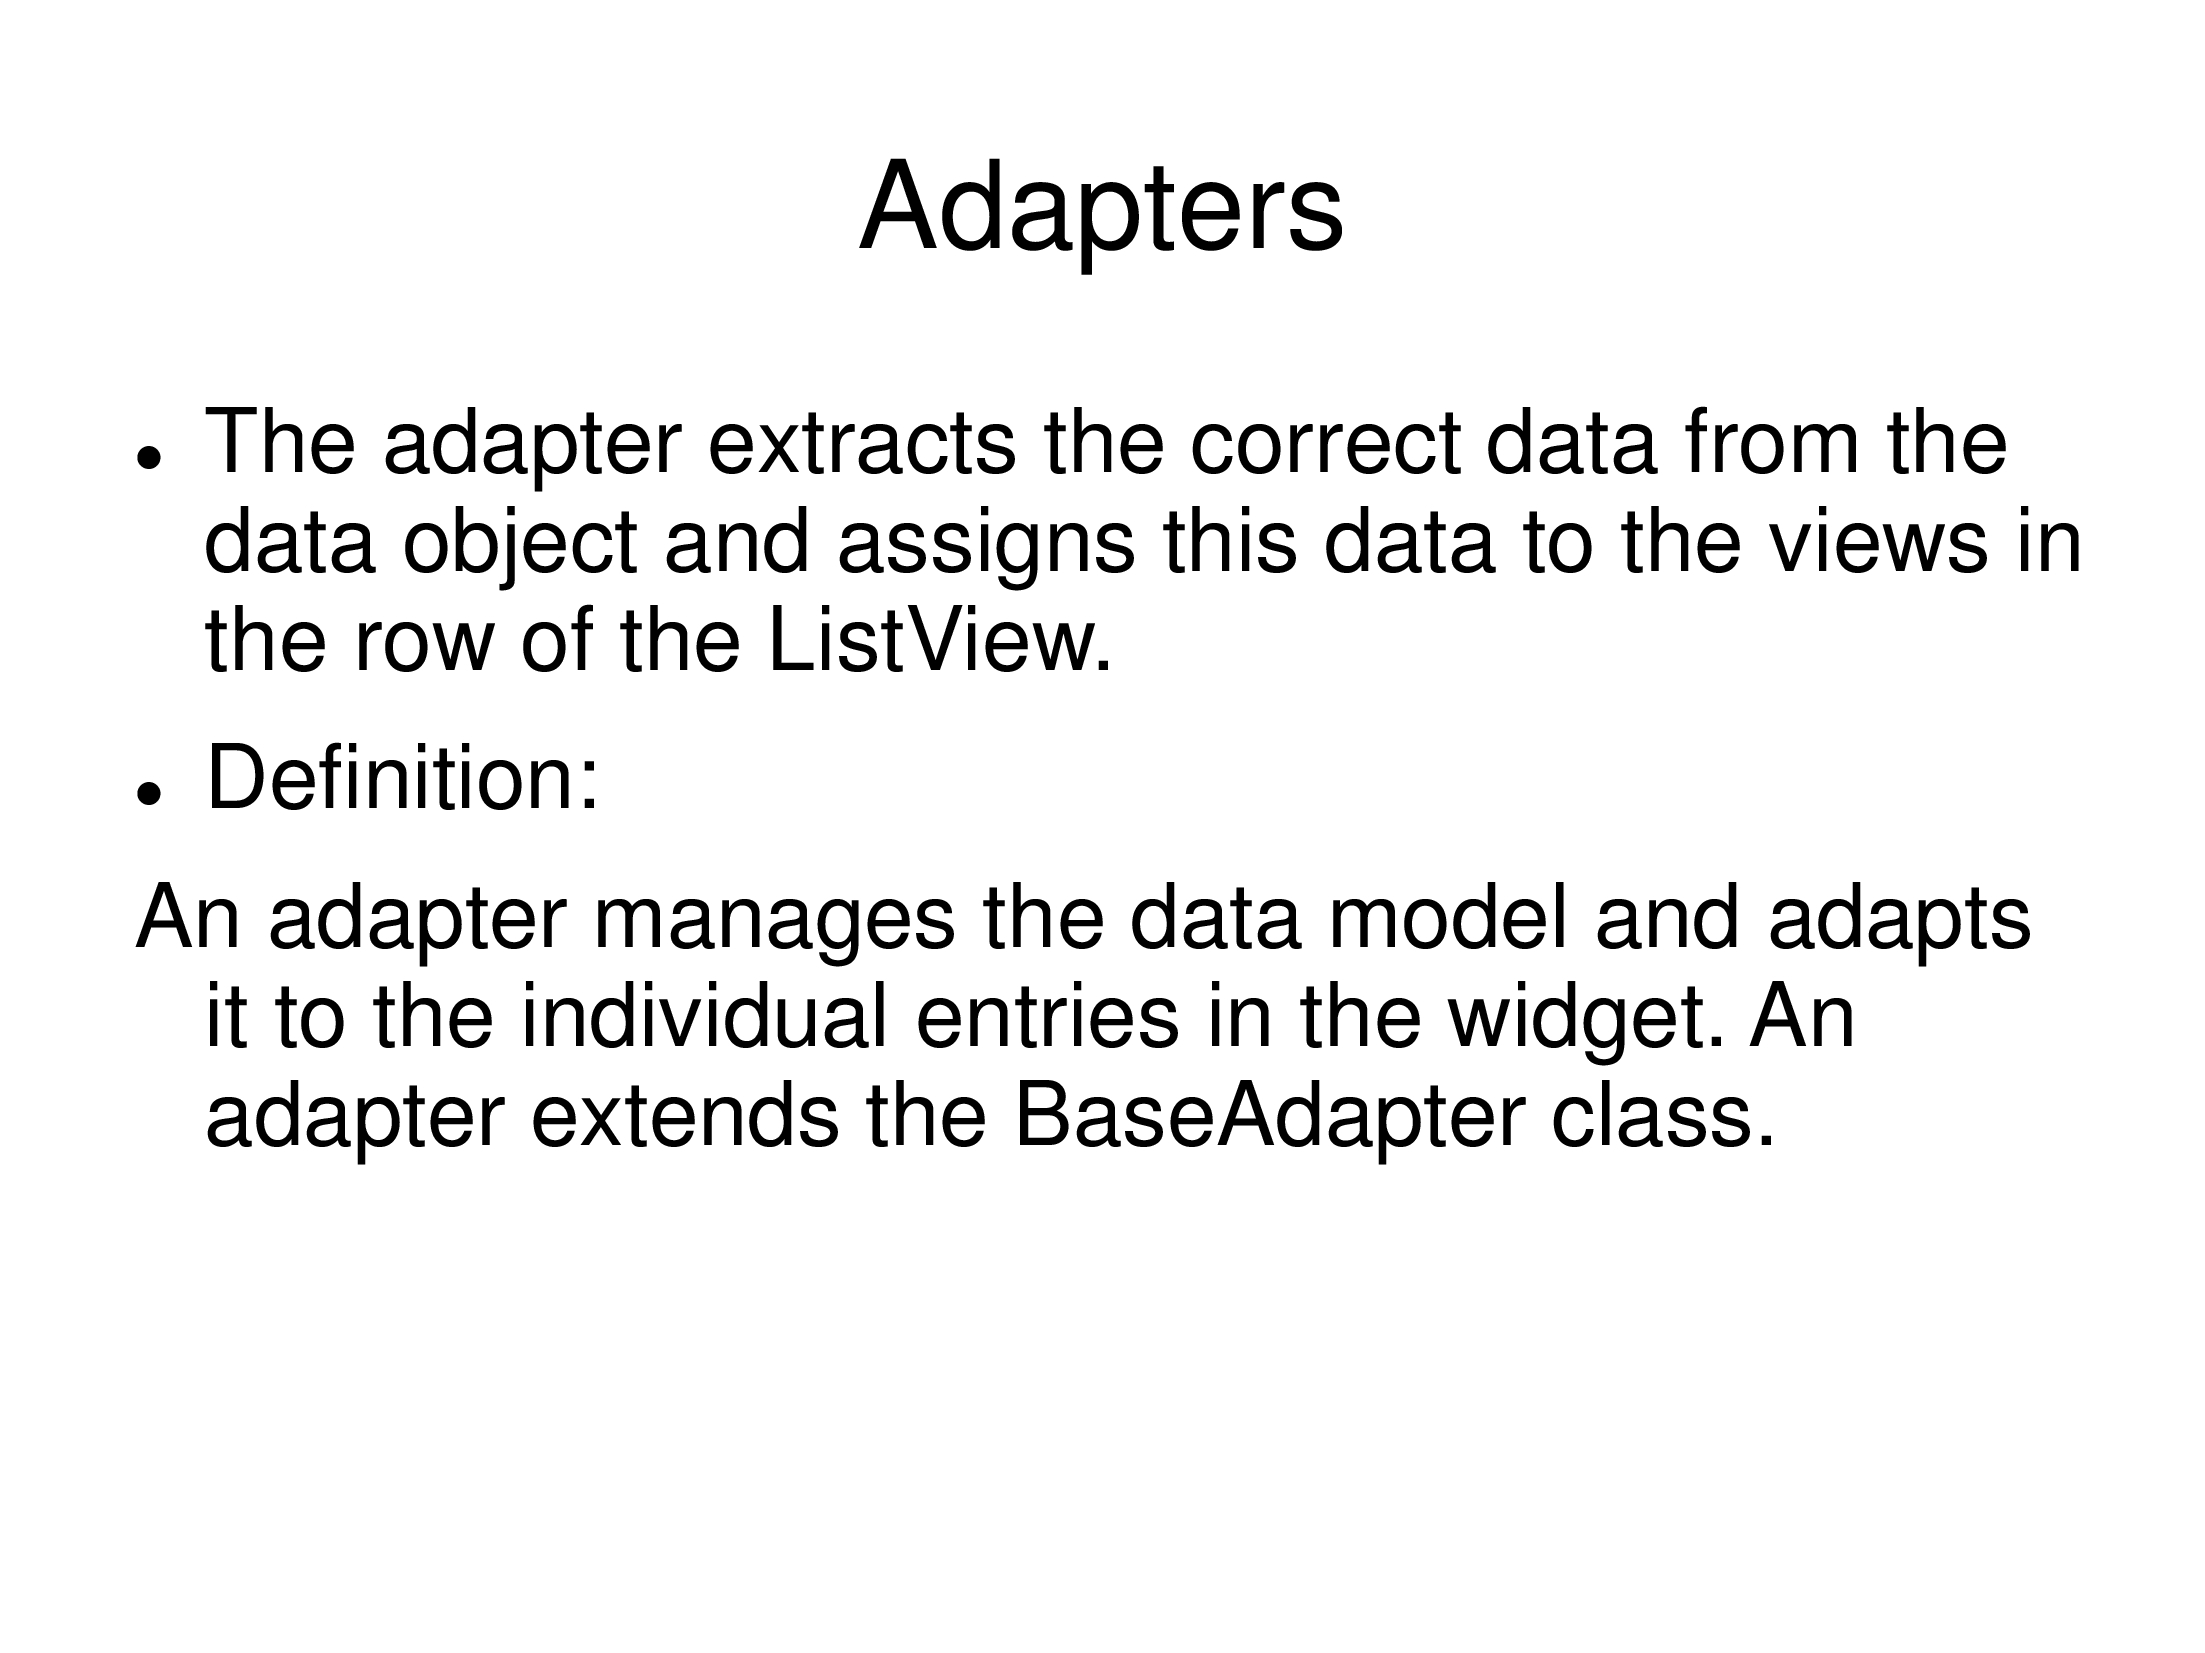 Adapters
● The adapter extracts the correct data from the
data object and assigns this data to the views in
the row of the ListView.
● Definition:
An adapter manages the data model and adapts
it to the individual entries in the widget. An
adapter extends the BaseAdapter class.